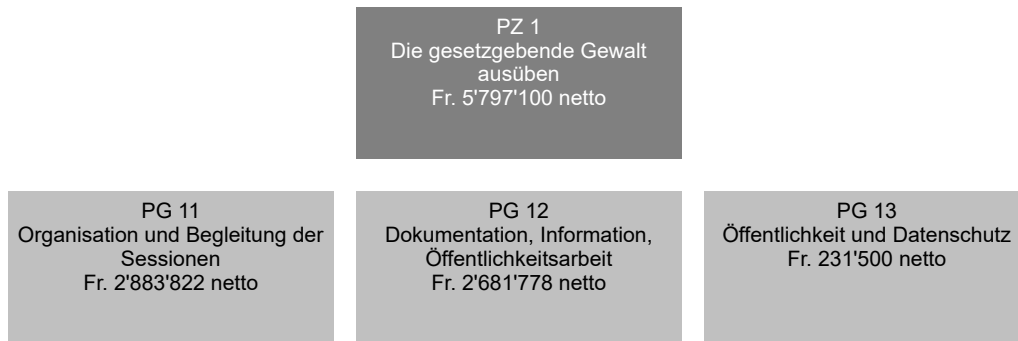 PZ 1
Die gesetzgebende Gewalt
ausüben
Fr. 5'797'100 netto
PG 11
Organisation und Begleitung der
Sessionen
Fr. 2'883'822 netto
PG 12
Dokumentation, Information,
Öffentlichkeitsarbeit
Fr. 2'681'778 netto
PG 13
Öffentlichkeit und Datenschutz
Fr. 231'500 netto